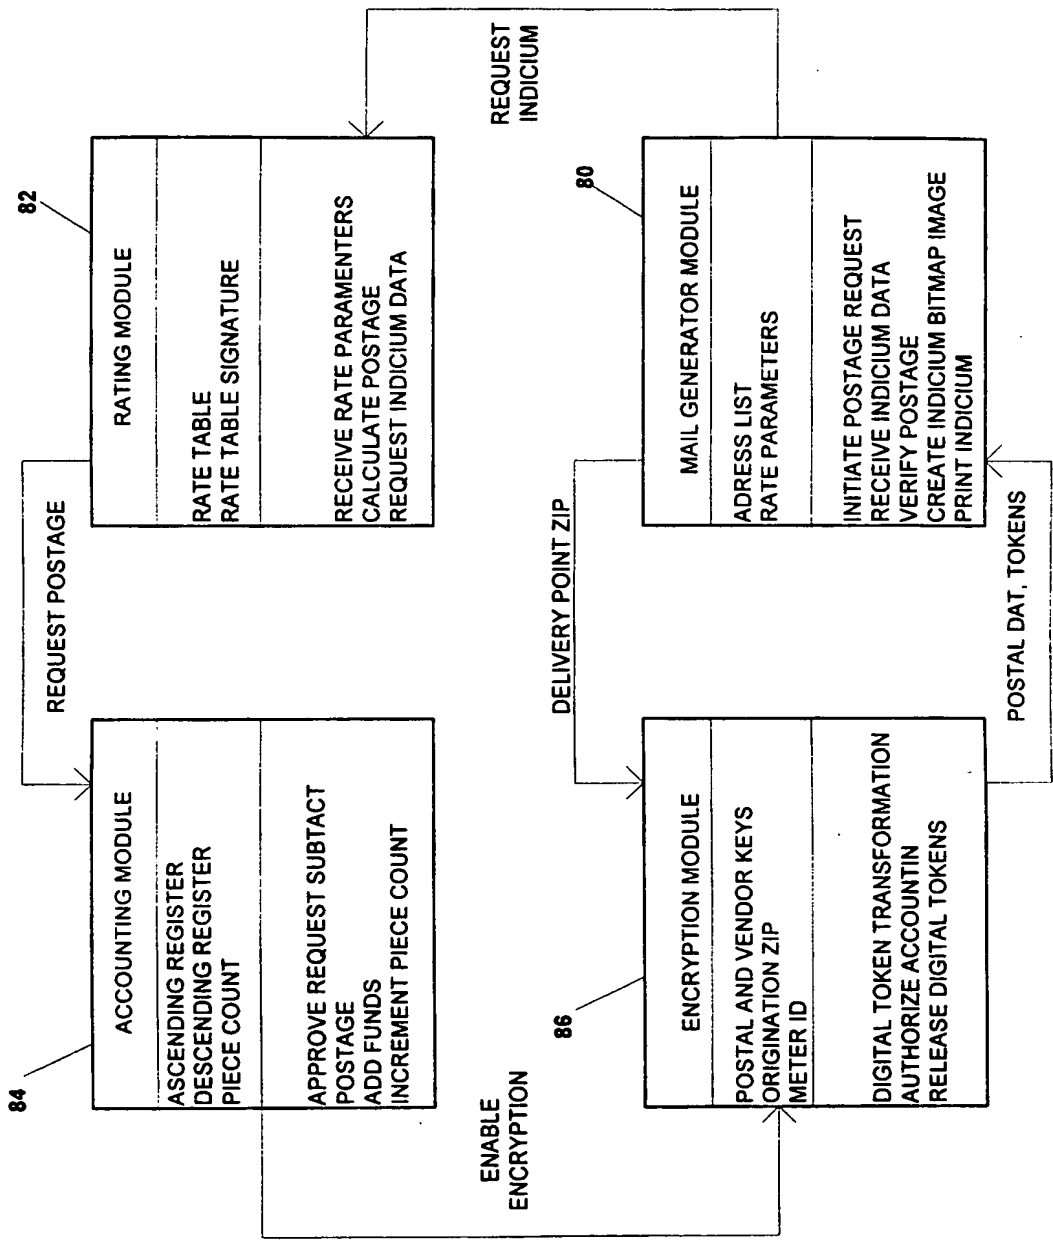 84
ACCOUNTING MODULE
ASCENDING REGISTER
DESCENDING REGISTER
PIECE COUNT
APPROVE REQUEST SUBTACT
POSTAGE
ADD FUNDS
INCREMENT PIECE COUNT
REQUEST POSTAGE
82
RATING MODULE
RATE TABLE
RATE TABLE SIGNATURE
RECEIVE RATE PARAMENTERS
CALCULATE POSTAGE
REQUEST INDICIUM DATA
ENABLE
ENCRYPTION
REQUEST
INDICIUM
86
ENCRYPTION MODULE
POSTAL AND VENDOR KEYS
ORIGINATION ZIP
METER ID
DIGITAL TOKEN TRANSFORMATION
AUTHORIZE ACCOUNTIN
RELEASE DIGITAL TOKENS
DELIVERY POINT ZIP
80
MAIL GENERATOR MODULE
ADRESS LIST
RATE PARAMETERS
INITIATE POSTAGE REQUEST
RECEIVE INDICIUM DATA
VERIFY POSTAGE
CREATE INDICIUM BITMAP IMAGE
PRINT INDICIUM
POSTAL DAT, TOKENS